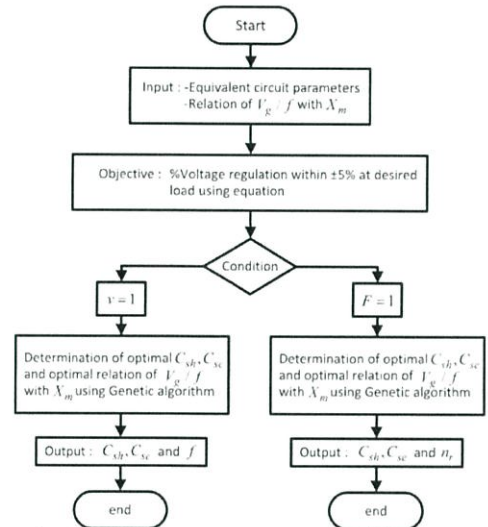 Start
Input : -Equivalent circuit parameters
-Relation of V_g / f with X_m
Objective : %Voltage regulation within ±5% at desired
load using equation
Condition
v = 1
F = 1
Determination of optimal C_sh, C_se
and optimal relation of V_g / f
with X_m using Genetic algorithm
Determination of optimal C_sh, C_se
and optimal relation of V_g / f
with X_m using Genetic algorithm
Output : C_sh, C_se and f
Output : C_sh, C_se and n_r
end
end